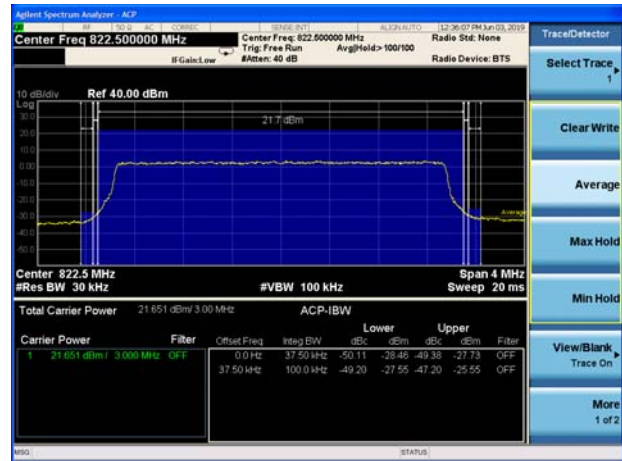 Agilent Spectrum Analyzer - ACP
RF 50 Ω AC CORREC SENSE:INT ALIGN AUTO 12:36:07 PM Jun 03, 2019
Center Freq 822.500000 MHz
Center Freq: 822.500000 MHz
Radio Std: None
Trig: Free Run Avg|Hold:>100/100
IFGain:Low #Atten: 40 dB Radio Device: BTS
Trace/Detector
Select Trace
1
Clear Write
Average
Max Hold
Min Hold
View/Blank
Trace On
More
1 of 2
10 dB/div Ref 40.00 dBm
Log
30.0
20.0
10.0
0.00
-10.0
-20.0
-30.0
-40.0
-50.0
21.7 dBm
Average
Center 822.5 MHz Span 4 MHz
#Res BW 30 kHz #VBW 100 kHz Sweep 20 ms
Total Carrier Power 21.651 dBm/ 3.00 MHz ACP-IBW
Lower Upper
Carrier Power Filter Offset Freq Integ BW dBc dBm dBc dBm Filter
1 21.651 dBm / 3.000 MHz OFF 0.0 Hz 37.50 kHz -50.11 -28.46 -49.38 -27.73 OFF
37.50 kHz 100.0 kHz -49.20 -27.55 -47.20 -25.55 OFF
MSG STATUS